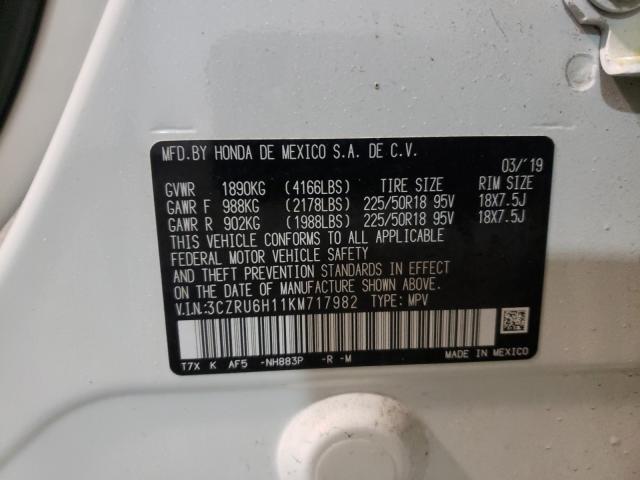 MFD.BY HONDA DE MEXICO S.A. DE C.V.
03/'19
GVWR 1890KG (4166LBS) TIRE SIZE RIM SIZE
GAWR F 988KG (2178LBS) 225/50R18 95V 18X7.5J
GAWR R 902KG (1988LBS) 225/50R18 95V 18X7.5J
THIS VEHICLE CONFORMS TO ALL APPLICABLE
FEDERAL MOTOR VEHICLE SAFETY
AND THEFT PREVENTION STANDARDS IN EFFECT
ON THE DATE OF MANUFACTURE SHOWN ABOVE.
V.I.N.:3CZRU6H11KM717982 TYPE: MPV
T7X K AF5 -NH883P -R -M
MADE IN MEXICO